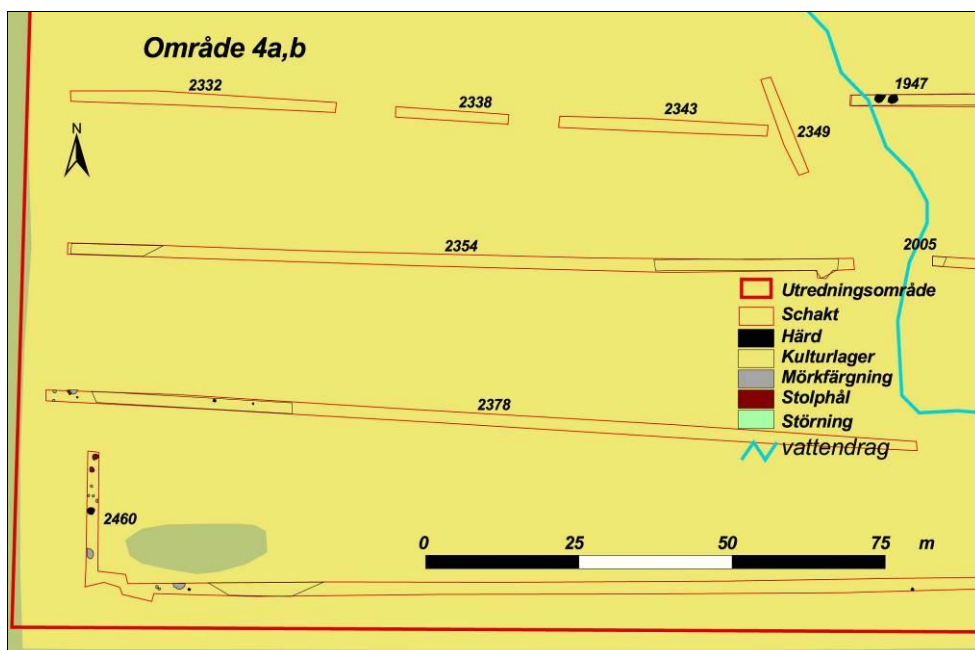 Område 4a,b
2332
2338
2343
2349
1947
N
2354
2005
Utredningsområde
Schakt
Härd
Kulturlager
Mörkfärgning
Stolphål
Störning
vattendrag
2378
2460
0 25 50 75 m